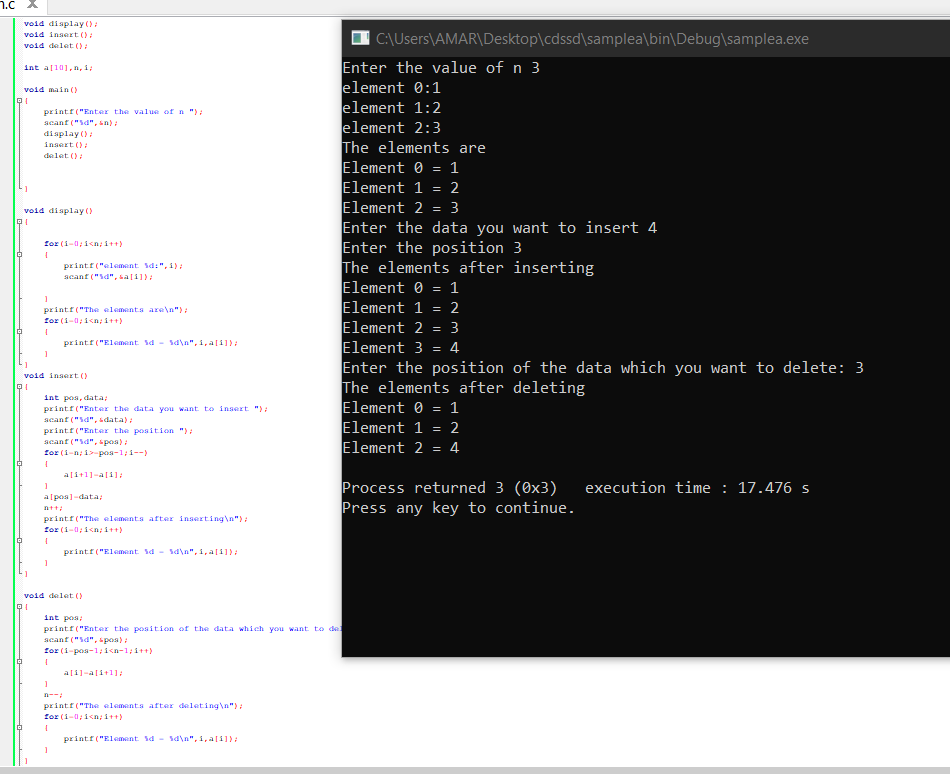 n.c X
void display();
void insert();
void delet();
int a[10],n,i;
void main()
{
printf("Enter the value of n ");
scanf("%d",&n);
display();
insert();
delet();
}
void display()
{
for(i=0;i<n;i++)
{
printf("element %d:",i);
scanf("%d",&a[i]);
}
printf("The elements are\n");
for(i=0;i<n;i++)
{
printf("Element %d = %d\n",i,a[i]);
}
}
void insert()
{
int pos,data;
printf("Enter the data you want to insert ");
scanf("%d",&data);
printf("Enter the position ");
scanf("%d",&pos);
for(i=n;i>=pos-1;i--)
{
a[i+1]=a[i];
}
a[pos]=data;
n++;
printf("The elements after inserting\n");
for(i=0;i<n;i++)
{
printf("Element %d = %d\n",i,a[i]);
}
}
void delet()
{
int pos;
printf("Enter the position of the data which you want to del
scanf("%d",&pos);
for(i=pos-1;i<n-1;i++)
{
a[i]=a[i+1];
}
n--;
printf("The elements after deleting\n");
for(i=0;i<n;i++)
{
printf("Element %d = %d\n",i,a[i]);
}
}
C:\Users\AMAR\Desktop\cdssd\samplea\bin\Debug\samplea.exe
Enter the value of n 3
element 0:1
element 1:2
element 2:3
The elements are
Element 0 = 1
Element 1 = 2
Element 2 = 3
Enter the data you want to insert 4
Enter the position 3
The elements after inserting
Element 0 = 1
Element 1 = 2
Element 2 = 3
Element 3 = 4
Enter the position of the data which you want to delete: 3
The elements after deleting
Element 0 = 1
Element 1 = 2
Element 2 = 4
Process returned 3 (0x3)   execution time : 17.476 s
Press any key to continue.